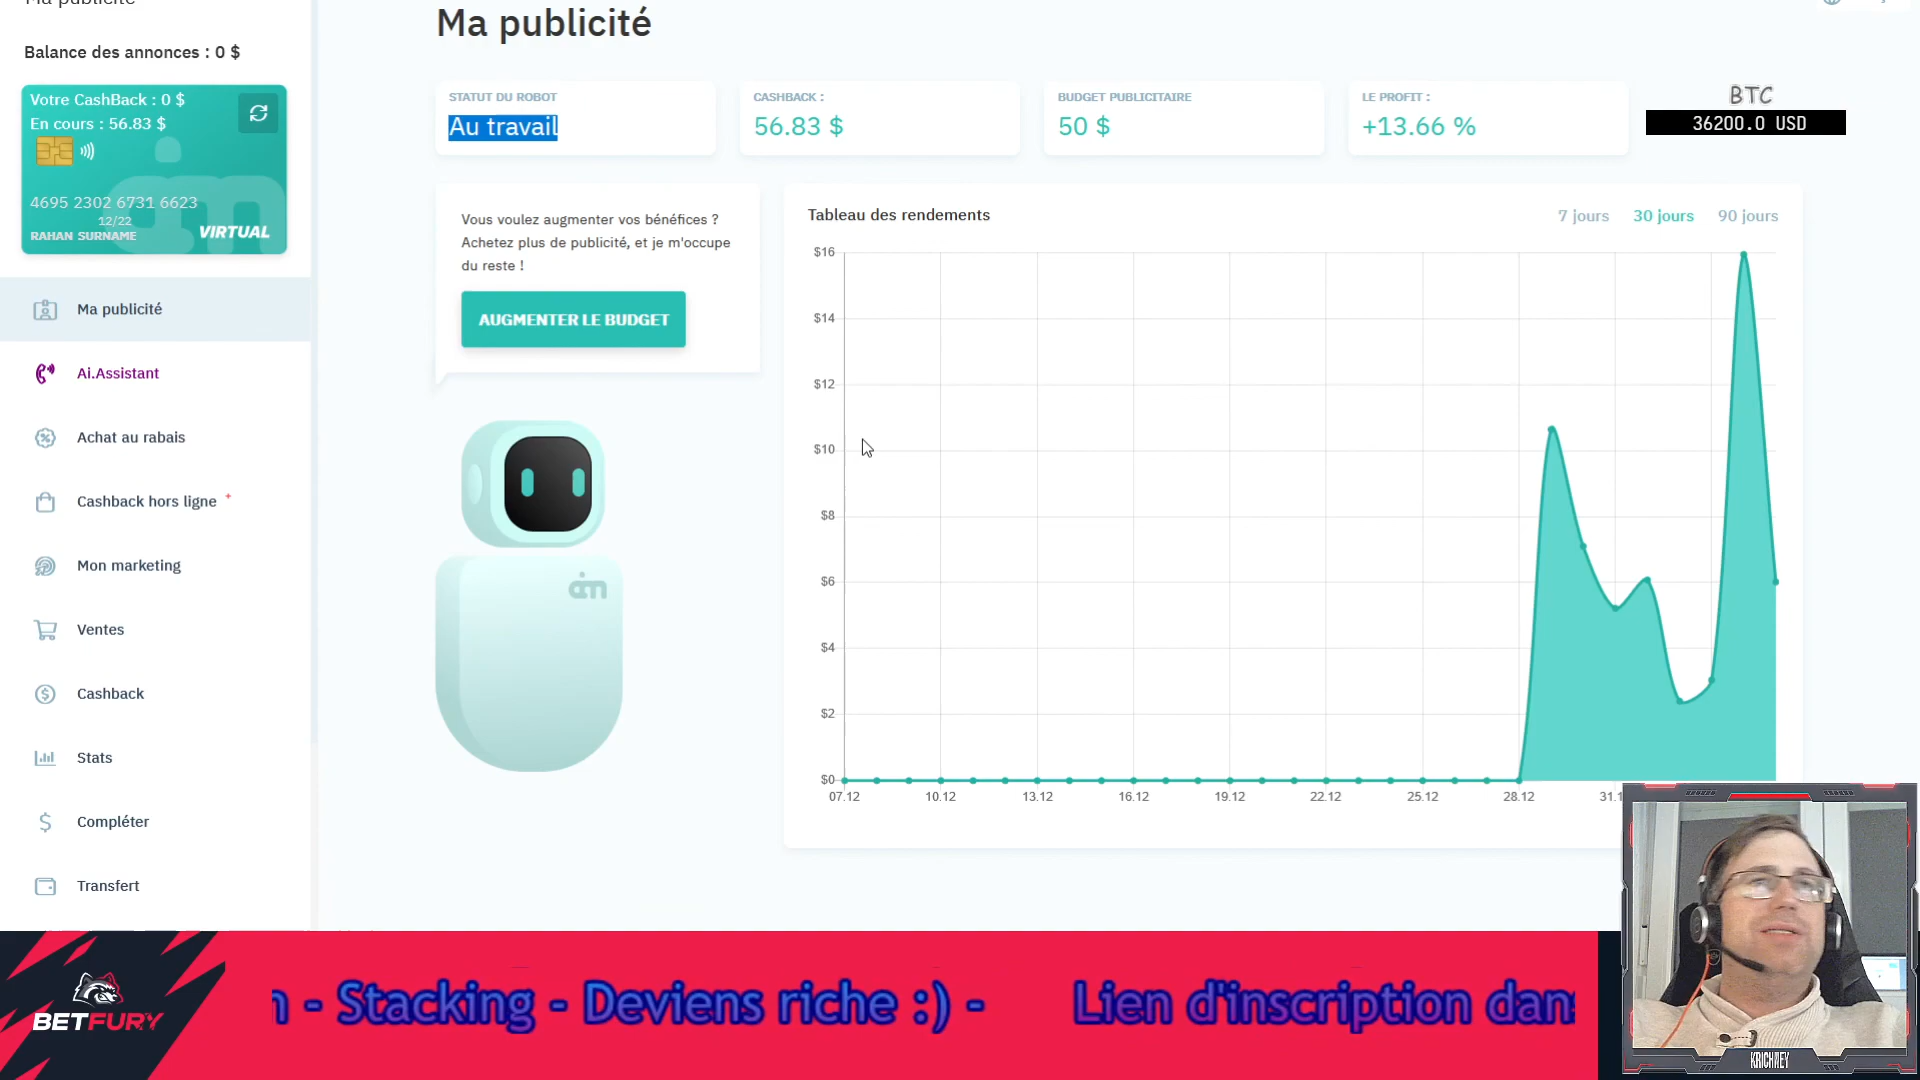 Ma publicité
Balance des annonces : 0 $
Votre CashBack : 0 $
En cours : 56.83 $
4695 2302 6731 6623
12/22
RAHAN SURNAME
VIRTUAL
Ma publicité
Ai.Assistant
Achat au rabais
Cashback hors ligne *
Mon marketing
Ventes
Cashback
Stats
Compléter
Transfert
Ma publicité
STATUT DU ROBOT
Au travail
CASHBACK :
56.83 $
BUDGET PUBLICITAIRE
50 $
LE PROFIT :
+13.66 %
BTC
36200.0 USD
Vous voulez augmenter vos bénéfices ?
Achetez plus de publicité, et je m'occupe
du reste !
AUGMENTER LE BUDGET
aim
Tableau des rendements
7 jours 30 jours 90 jours
$16
$14
$12
$10
$8
$6
$4
$2
$0
07.12 10.12 13.12 16.12 19.12 22.12 25.12 28.12
BETFURY
- Stacking - Deviens riche :) - Lien d'inscription dans
KRICHREY